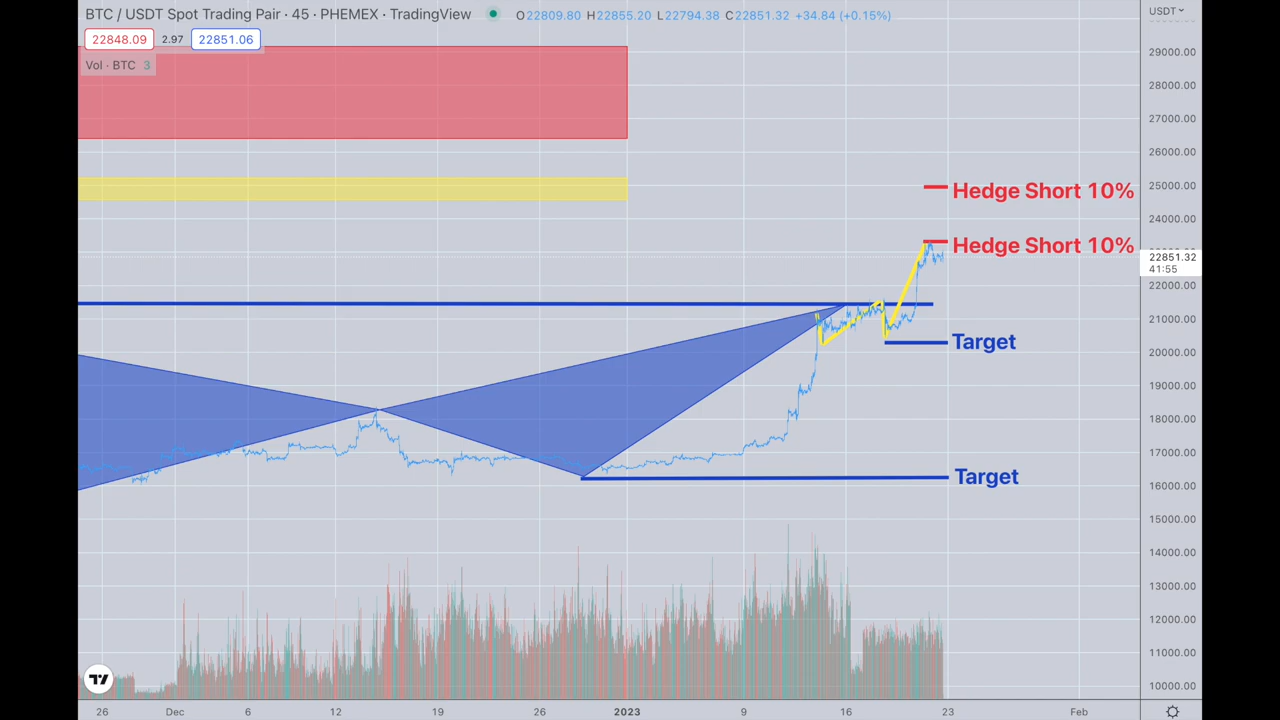 BTC / USDT Spot Trading Pair · 45 · PHEMEX · TradingView O22809.80 H22855.20 L22794.38 C22851.32 +34.84 (+0.15%)
USDT
22848.09 2.97 22851.06
Vol · BTC 3
29000.00
28000.00
27000.00
26000.00
25000.00
Hedge Short 10%
24000.00
Hedge Short 10%
22851.32
41:55
22000.00
21000.00
Target
20000.00
19000.00
18000.00
17000.00
Target
16000.00
15000.00
14000.00
13000.00
12000.00
11000.00
10000.00
26 Dec 6 12 19 26 2023 9 16 23 Feb